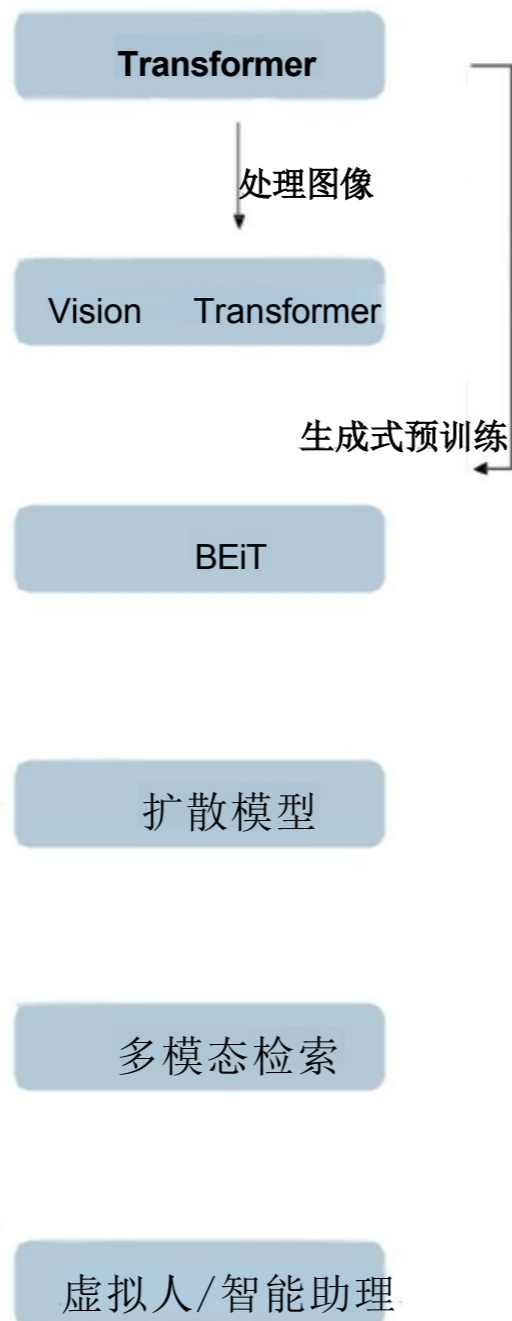 Transformer
处理图像
Vision Transformer
生成式预训练
BEiT
扩散模型
多模态检索
虚拟人/智能助理